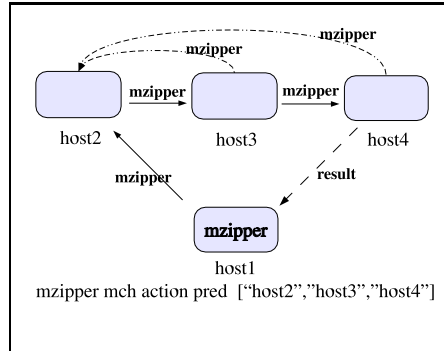 mzipper
mzipper
mzipper
mzipper
host2
host3
host4
mzipper
result
mzipper
host1
mzipper mch action pred [“host2”,”host3”,”host4”]